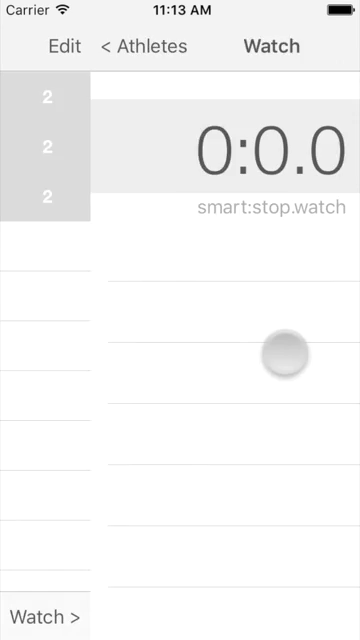 Carrier 11:13 AM
Edit < Athletes Watch
2
2
2
0:0.0
smart:stop.watch
Watch >